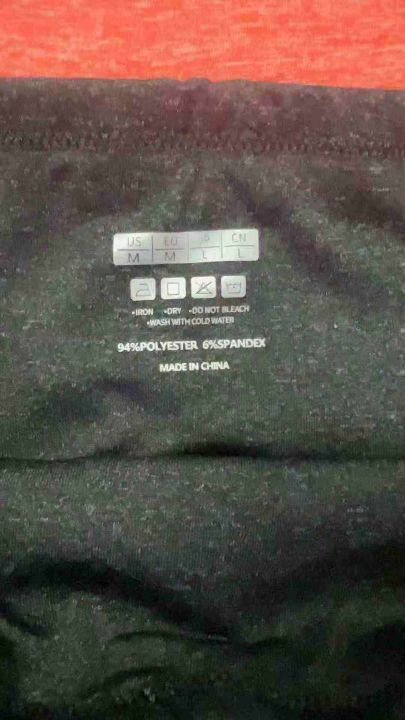 US EU CN
M M L L
•IRON •DRY •DO NOT BLEACH
•WASH WITH COLD WATER
94%POLYESTER 6%SPANDEX
MADE IN CHINA